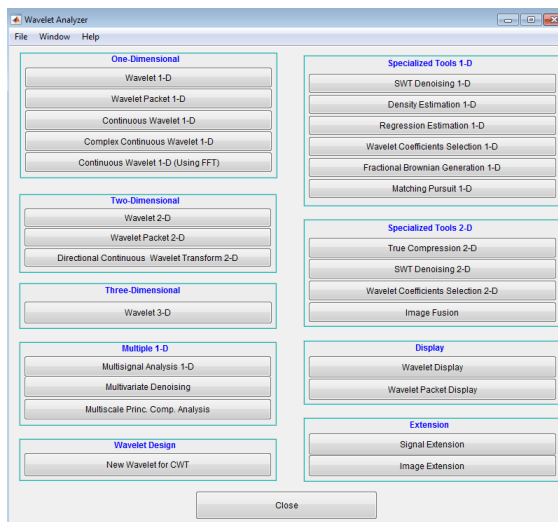 Wavelet Analyzer
File Window Help
One-Dimensional
Wavelet 1-D
Wavelet Packet 1-D
Continuous Wavelet 1-D
Complex Continuous Wavelet 1-D
Continuous Wavelet 1-D (Using FFT)
Two-Dimensional
Wavelet 2-D
Wavelet Packet 2-D
Directional Continuous Wavelet Transform 2-D
Three-Dimensional
Wavelet 3-D
Multiple 1-D
Multisignal Analysis 1-D
Multivariate Denoising
Multiscale Princ. Comp. Analysis
Wavelet Design
New Wavelet for CWT
Specialized Tools 1-D
SWT Denoising 1-D
Density Estimation 1-D
Regression Estimation 1-D
Wavelet Coefficients Selection 1-D
Fractional Brownian Generation 1-D
Matching Pursuit 1-D
Specialized Tools 2-D
True Compression 2-D
SWT Denoising 2-D
Wavelet Coefficients Selection 2-D
Image Fusion
Display
Wavelet Display
Wavelet Packet Display
Extension
Signal Extension
Image Extension
Close